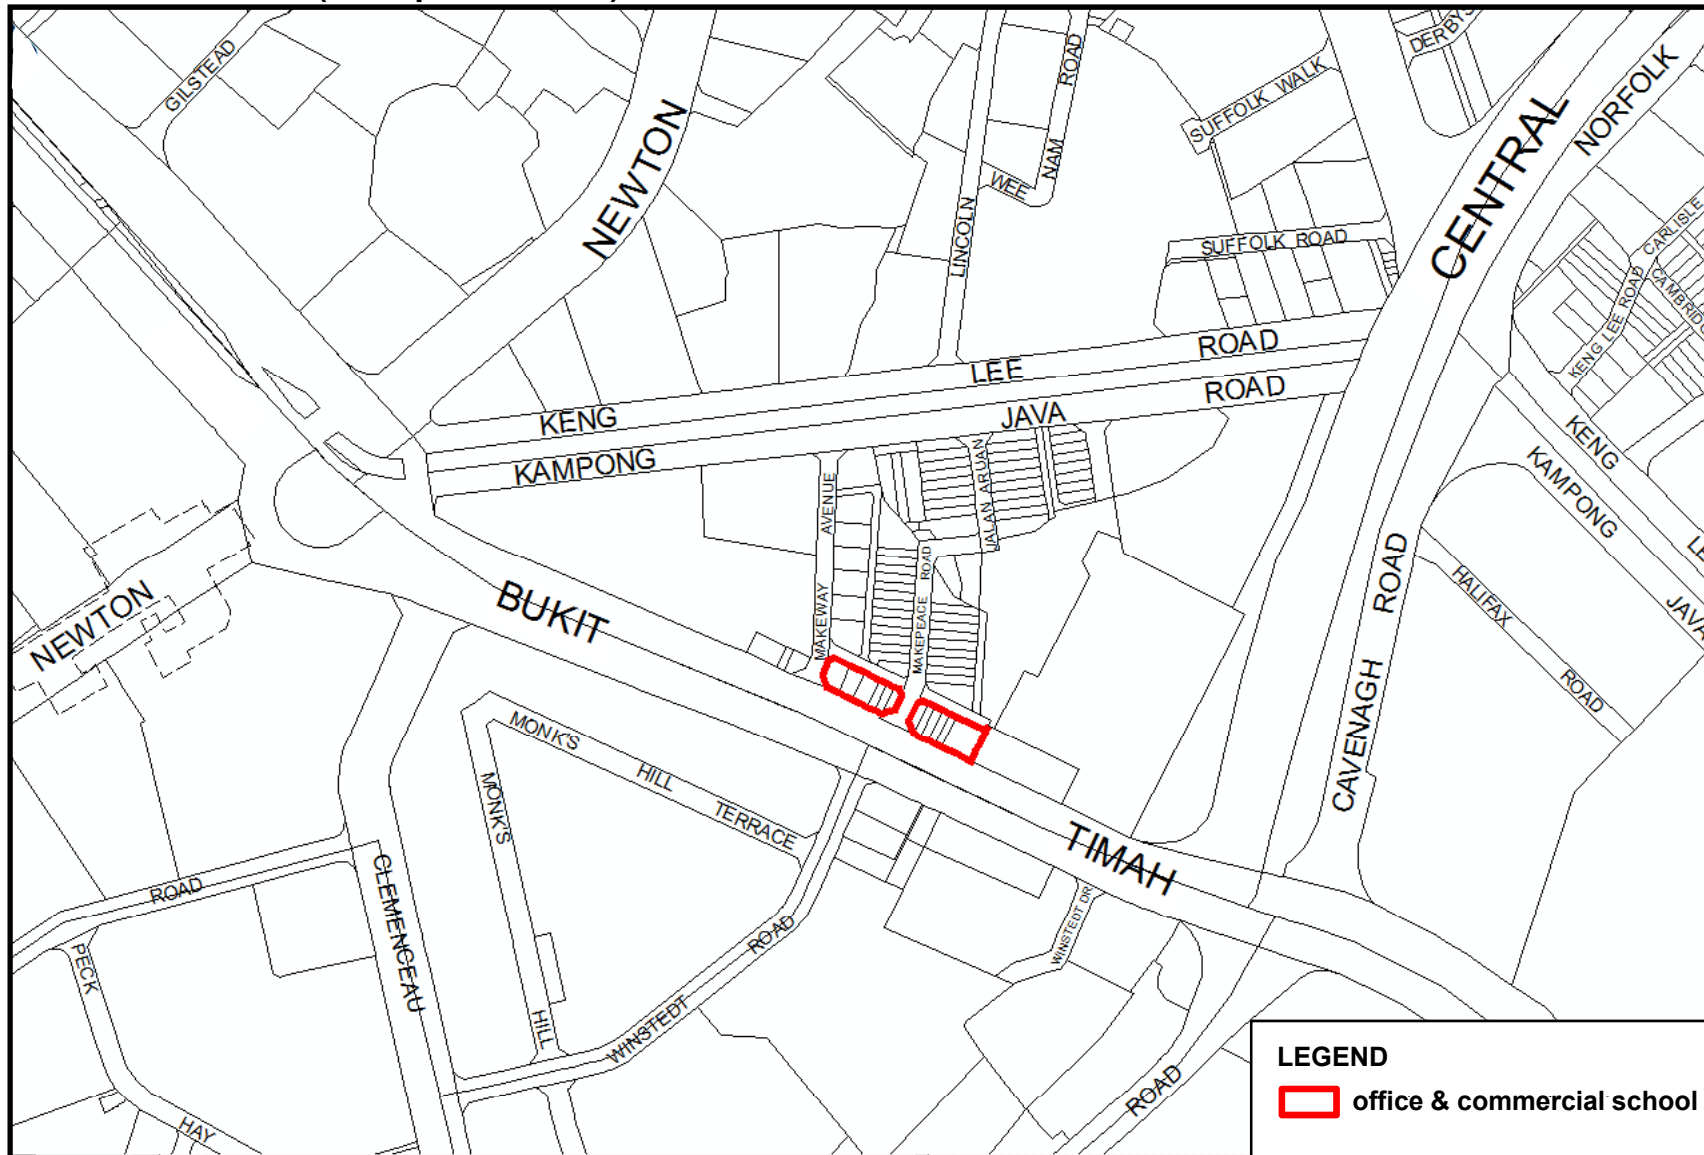 GILSTEAD
NEWTON
ROAD
NAM
WEE
LINCOLN
SUFFOLK WALK
SUFFOLK ROAD
CENTRAL
NORFOLK
CARLISLE
KENG LEE ROAD
KENG LEE ROAD
KAMPONG JAVA ROAD
KENG
KAMPONG
JAVA
HALIFAX
ROAD
MAKEWAY AVENUE
MAKEPEACE ROAD
JALAN ARUAN
NEWTON
BUKIT TIMAH
CAVENAGH ROAD
MONK'S HILL TERRACE
MONK'S
HILL
CLEMENCEAU
ROAD
PECK
HAY
WINSTEDT ROAD
WINSTEDT DR
ROAD
LEGEND
office & commercial school